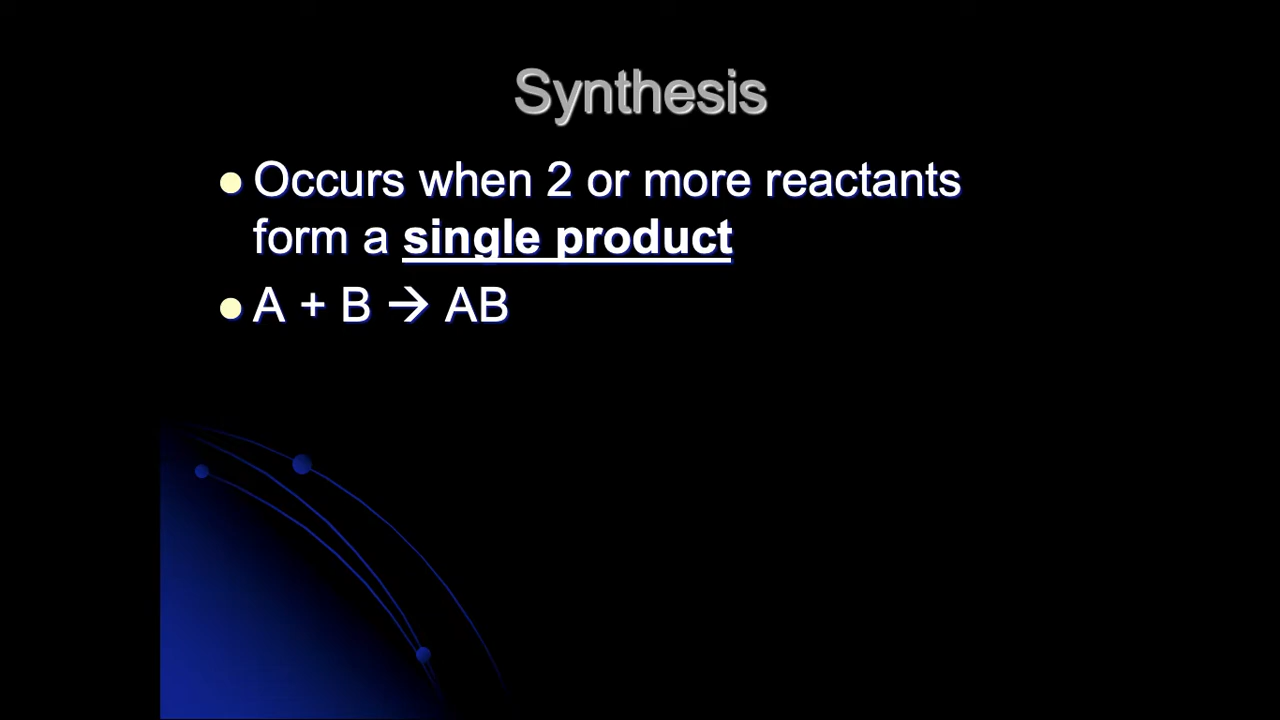 Synthesis
● Occurs when 2 or more reactants
form a single product
● A + B → AB